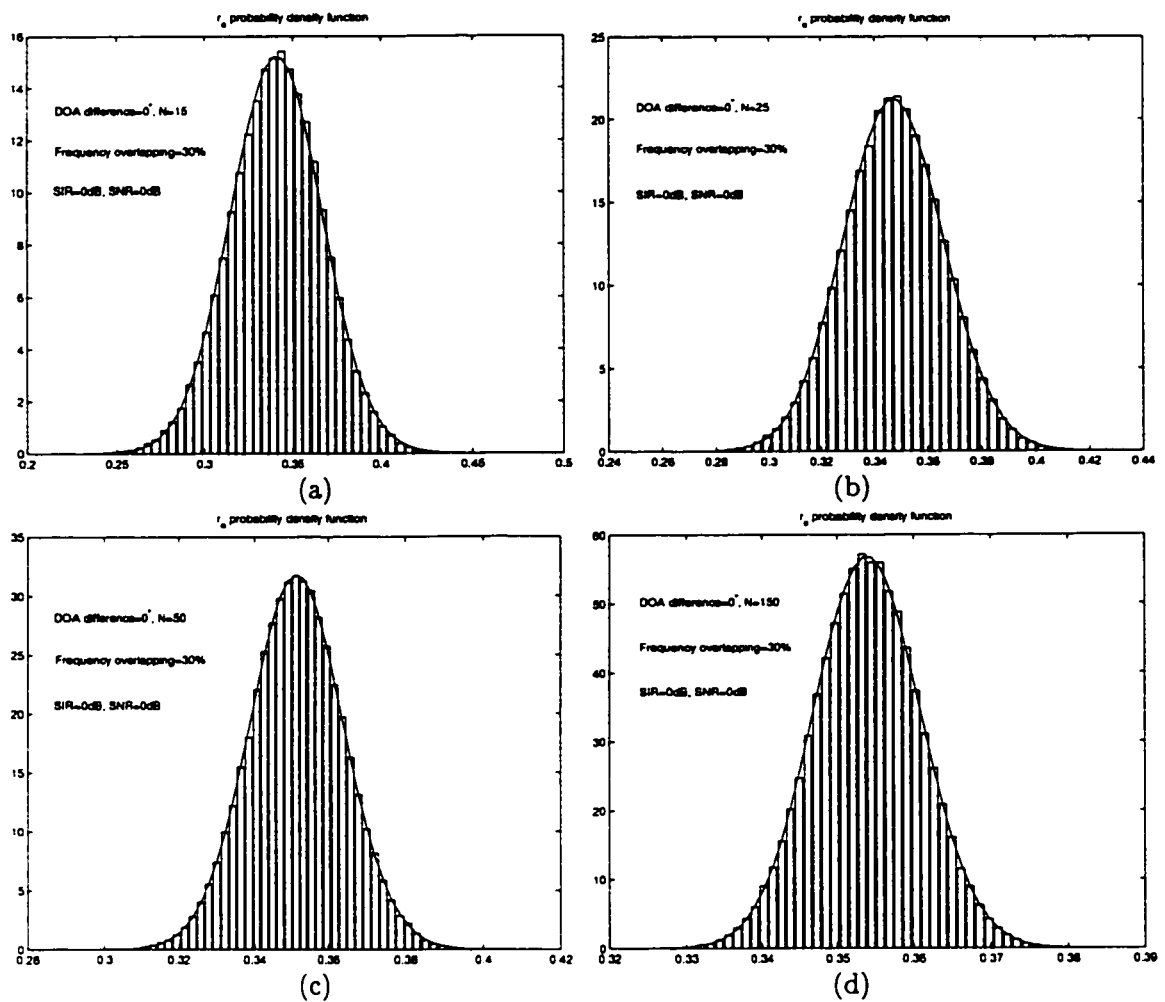 r_e probability density function
16
14
12
10
8
6
4
2
0
DOA difference=0°, N=15
Frequency overlapping=30%
SIR=0dB, SNR=0dB
0.2 0.25 0.3 0.35 0.4 0.45 0.5
(a)
r_e probability density function
25
20
15
10
5
0
DOA difference=0°, N=25
Frequency overlapping=30%
SIR=0dB, SNR=0dB
0.24 0.26 0.28 0.3 0.32 0.34 0.36 0.38 0.4 0.42 0.44
(b)
r_e probability density function
35
30
25
20
15
10
5
0
DOA difference=0°, N=50
Frequency overlapping=30%
SIR=0dB, SNR=0dB
0.28 0.3 0.32 0.34 0.36 0.38 0.4 0.42
(c)
r_e probability density function
60
50
40
30
20
10
0
DOA difference=0°, N=150
Frequency overlapping=30%
SIR=0dB, SNR=0dB
0.32 0.33 0.34 0.35 0.36 0.37 0.38 0.39
(d)